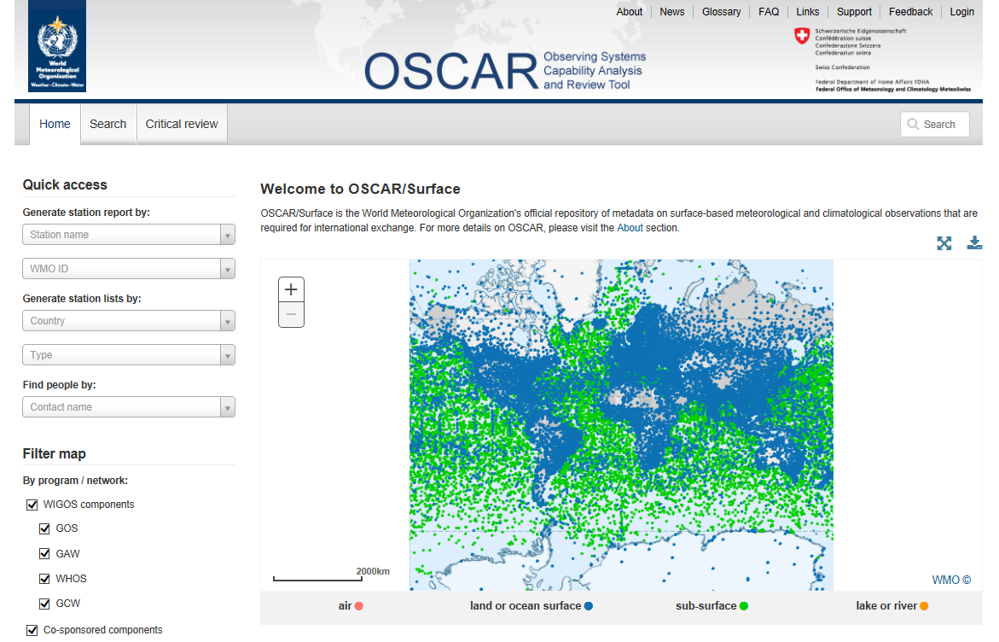 About News Glossary FAQ Links Support Feedback Login
World
Meteorological
Organization
Weather • Climate • Water
OSCAR
Observing Systems
Capability Analysis
and Review Tool
Schweizerische Eidgenossenschaft
Confédération suisse
Confederazione Svizzera
Confederaziun svizra
Swiss Confederation
Federal Department of Home Affairs FDHA
Federal Office of Meteorology and Climatology MeteoSwiss
Home Search Critical review
Search
Quick access
Generate station report by:
Station name
WMO ID
Generate station lists by:
Country
Type
Find people by:
Contact name
Filter map
By program / network:
WIGOS components
GOS
GAW
WHOS
GCW
Co-sponsored components
Welcome to OSCAR/Surface
OSCAR/Surface is the World Meteorological Organization's official repository of metadata on surface-based meteorological and climatological observations that are
required for international exchange. For more details on OSCAR, please visit the About section.
+
−
2000km
WMO ©
air land or ocean surface sub-surface lake or river